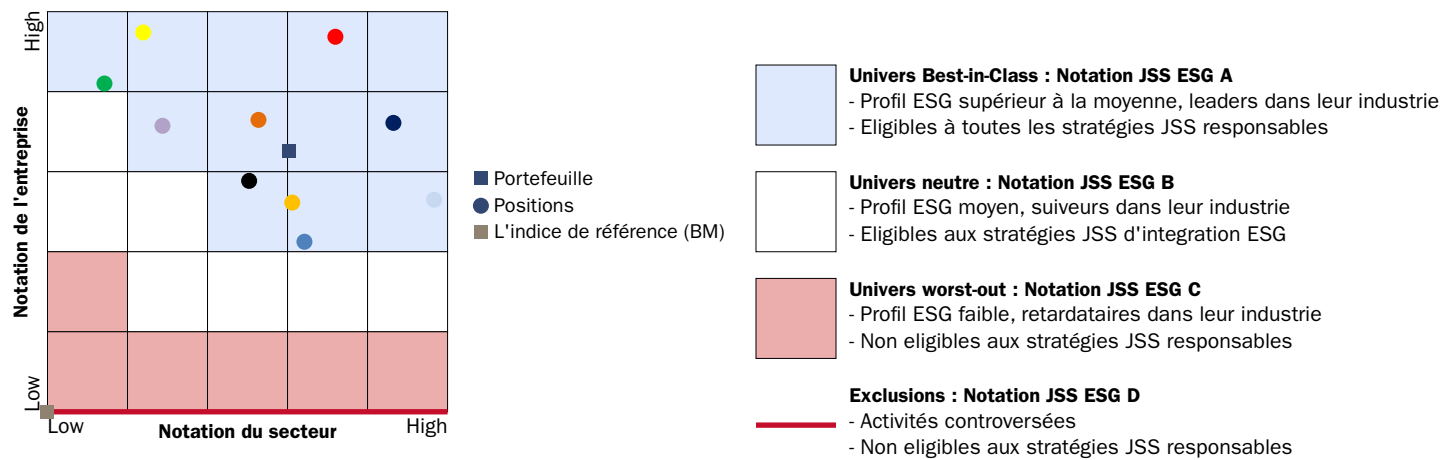 High
Notation de l'entreprise
Low
Low
Notation du secteur
High
Portefeuille
Positions
L'indice de référence (BM)
Univers Best-in-Class : Notation JSS ESG A
- Profil ESG supérieur à la moyenne, leaders dans leur industrie
- Eligibles à toutes les stratégies JSS responsables
Univers neutre : Notation JSS ESG B
- Profil ESG moyen, suiveurs dans leur industrie
- Eligibles aux stratégies JSS d'integration ESG
Univers worst-out : Notation JSS ESG C
- Profil ESG faible, retardataires dans leur industrie
- Non eligibles aux stratégies JSS responsables
Exclusions : Notation JSS ESG D
- Activités controversées
- Non eligibles aux stratégies JSS responsables